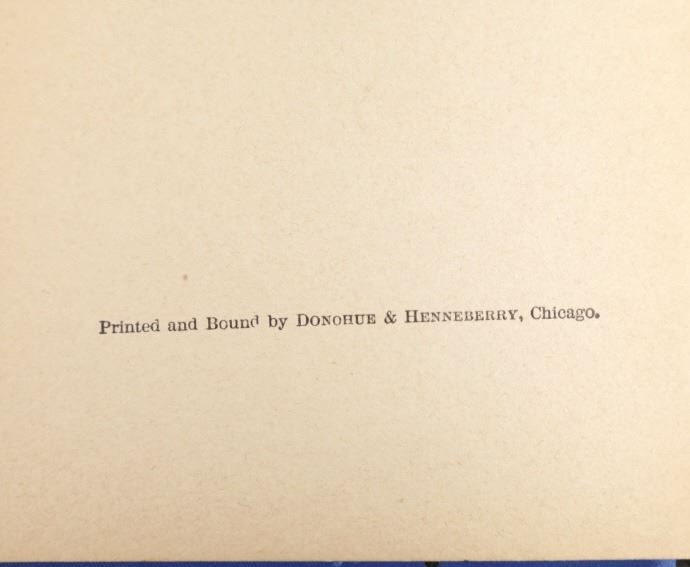 Printed and Bound by DONOHUE & HENNEBERRY, Chicago.